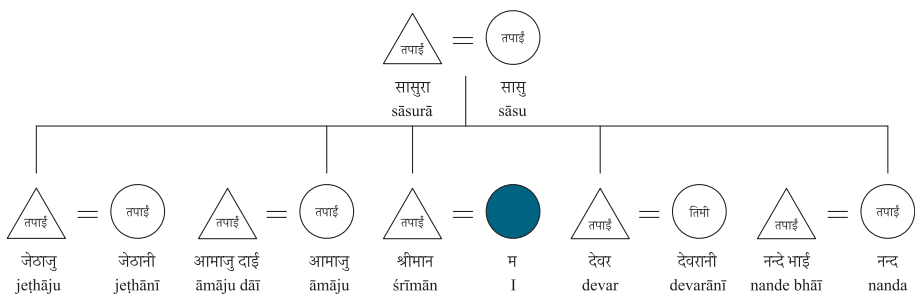 तपाईं = तपाईं
सासुरा सासु
sāsurā sāsu
तपाईं = तपाईं तपाईं = तपाईं तपाईं = तपाईं = तिमी तपाईं = तपाईं
जेठाजु जेठानी आमाजु दाई आमाजु श्रीमान म देवर देवरानी नन्दे भाई नन्द
jeṭhāju jeṭhānī āmāju dāī āmāju śrīmān I devar devarānī nande bhāī nanda